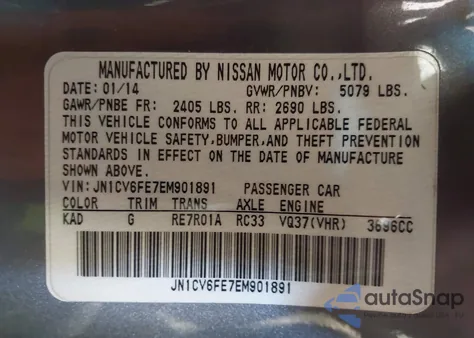 MANUFACTURED BY NISSAN MOTOR CO.,LTD.
DATE: 01/14 GVWR/PNBV: 5079 LBS.
GAWR/PNBE FR: 2405 LBS. RR: 2690 LBS.
THIS VEHICLE CONFORMS TO ALL APPLICABLE FEDERAL
MOTOR VEHICLE SAFETY,BUMPER,AND THEFT PREVENTION
STANDARDS IN EFFECT ON THE DATE OF MANUFACTURE
SHOWN ABOVE.
VIN: JN1CV6FE7EM901891 PASSENGER CAR
COLOR TRIM TRANS AXLE ENGINE
KAD G RE7R01A RC33 VQ37(VHR) 3696CC
JN1CV6FE7EM901891
autaSnap